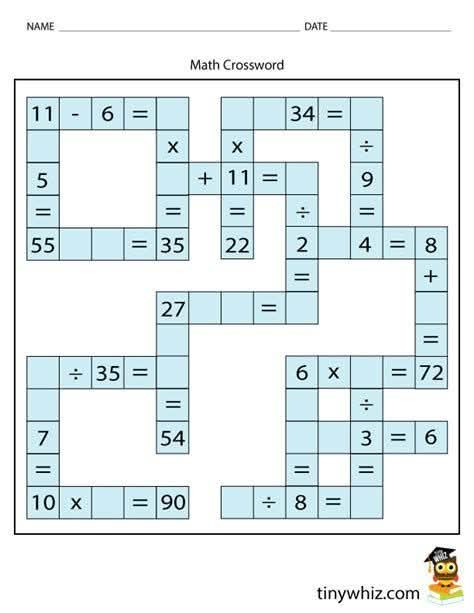 NAME DATE
Math Crossword
11 - 6 = 34 =
x x ÷
5 + 11 = 9
= = = ÷ =
55 = 35 22 2 4 = 8
= +
27 =
=
÷ 35 = 6 x = 72
= ÷
7 54 3 = 6
= = =
10 x = 90 ÷ 8 =
WHIZ
tinywhiz.com